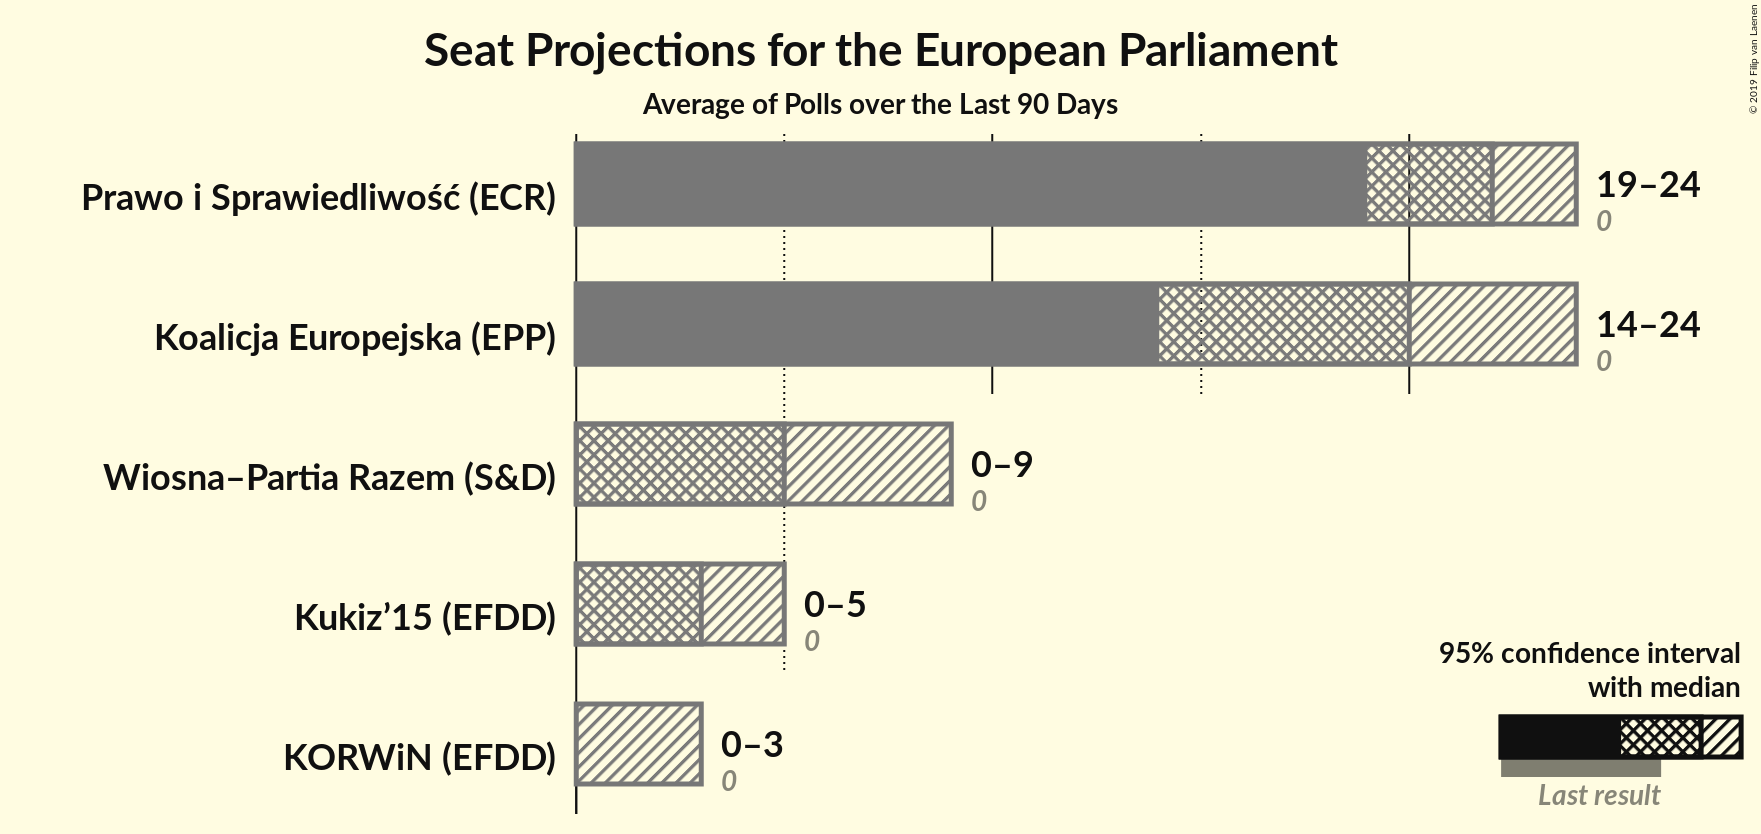 Seat Projections for the European Parliament
Average of Polls over the Last 90 Days
© 2019 Filip van Laenen
Prawo i Sprawiedliwość (ECR)
19–24
0
Koalicja Europejska (EPP)
14–24
0
Wiosna–Partia Razem (S&D)
0–9
0
Kukiz’15 (EFDD)
0–5
0
KORWiN (EFDD)
0–3
0
95% confidence interval
with median
Last result